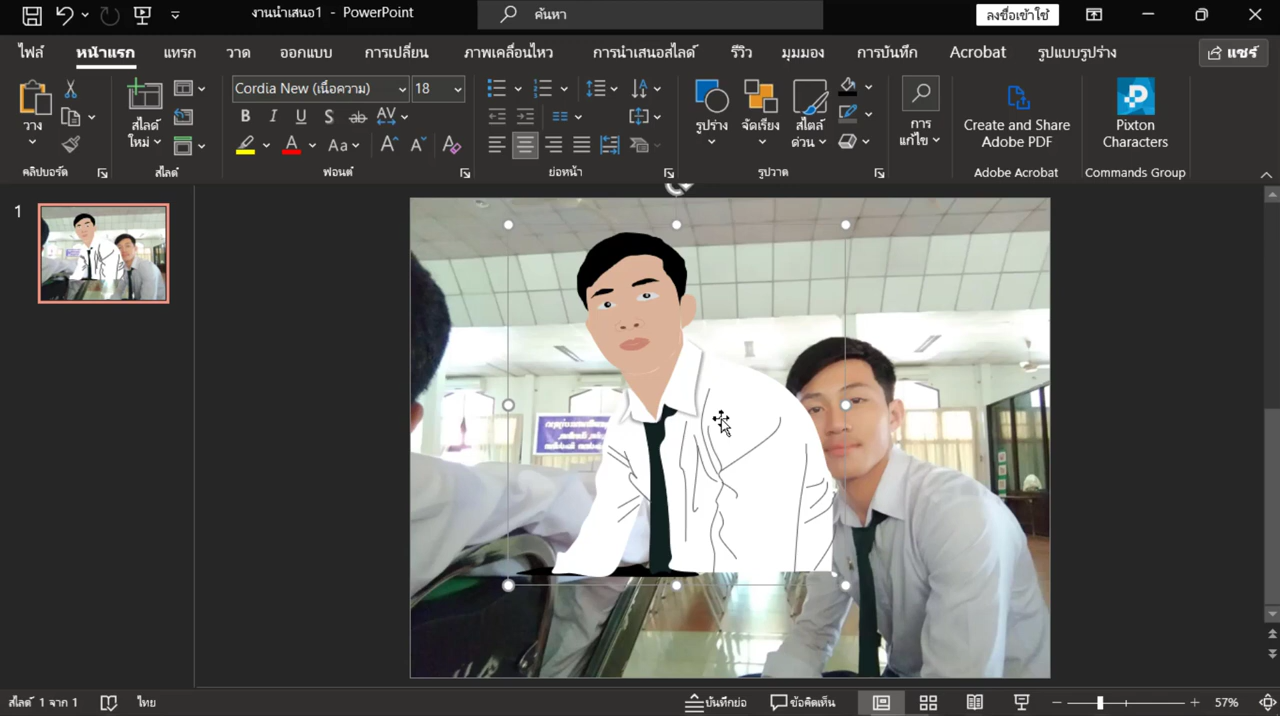 งานนำเสนอ1 - PowerPoint
ค้นหา
ลงชื่อเข้าใช้
ไฟล์ หน้าแรก แทรก วาด ออกแบบ การเปลี่ยน ภาพเคลื่อนไหว การนำเสนอสไลด์ รีวิว มุมมอง การบันทึก Acrobat รูปแบบรูปร่าง แชร์
วาง
สไลด์
ใหม่
Cordia New (เนื้อความ) 18
B I U S ab AV
A Aa A A A
รูปร่าง จัดเรียง สไตล์
ด่วน
การ
แก้ไข
Create and Share
Adobe PDF
Pixton
Characters
คลิปบอร์ด สไลด์ ฟอนต์ ย่อหน้า รูปวาด Adobe Acrobat Commands Group
1
สไลด์ 1 จาก 1 ไทย บันทึกย่อ ข้อคิดเห็น 57%